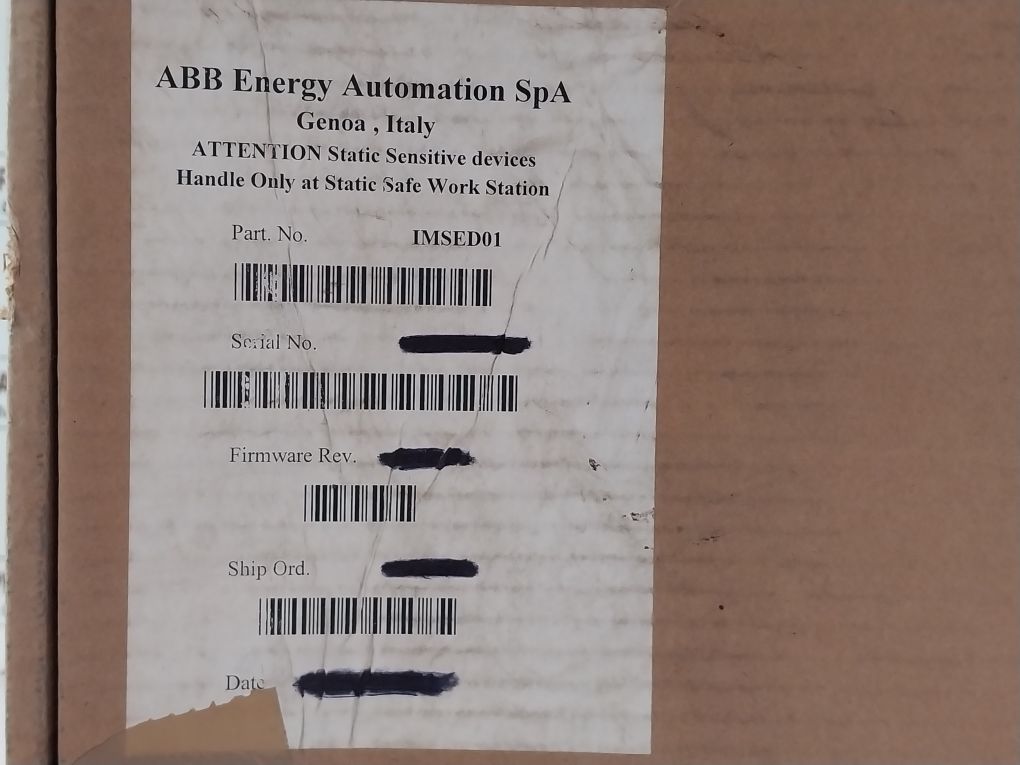 ABB Energy Automation SpA
Genoa , Italy
ATTENTION Static Sensitive devices
Handle Only at Static Safe Work Station
Part. No. IMSED01
Serial No.
Firmware Rev.
Ship Ord.
Date